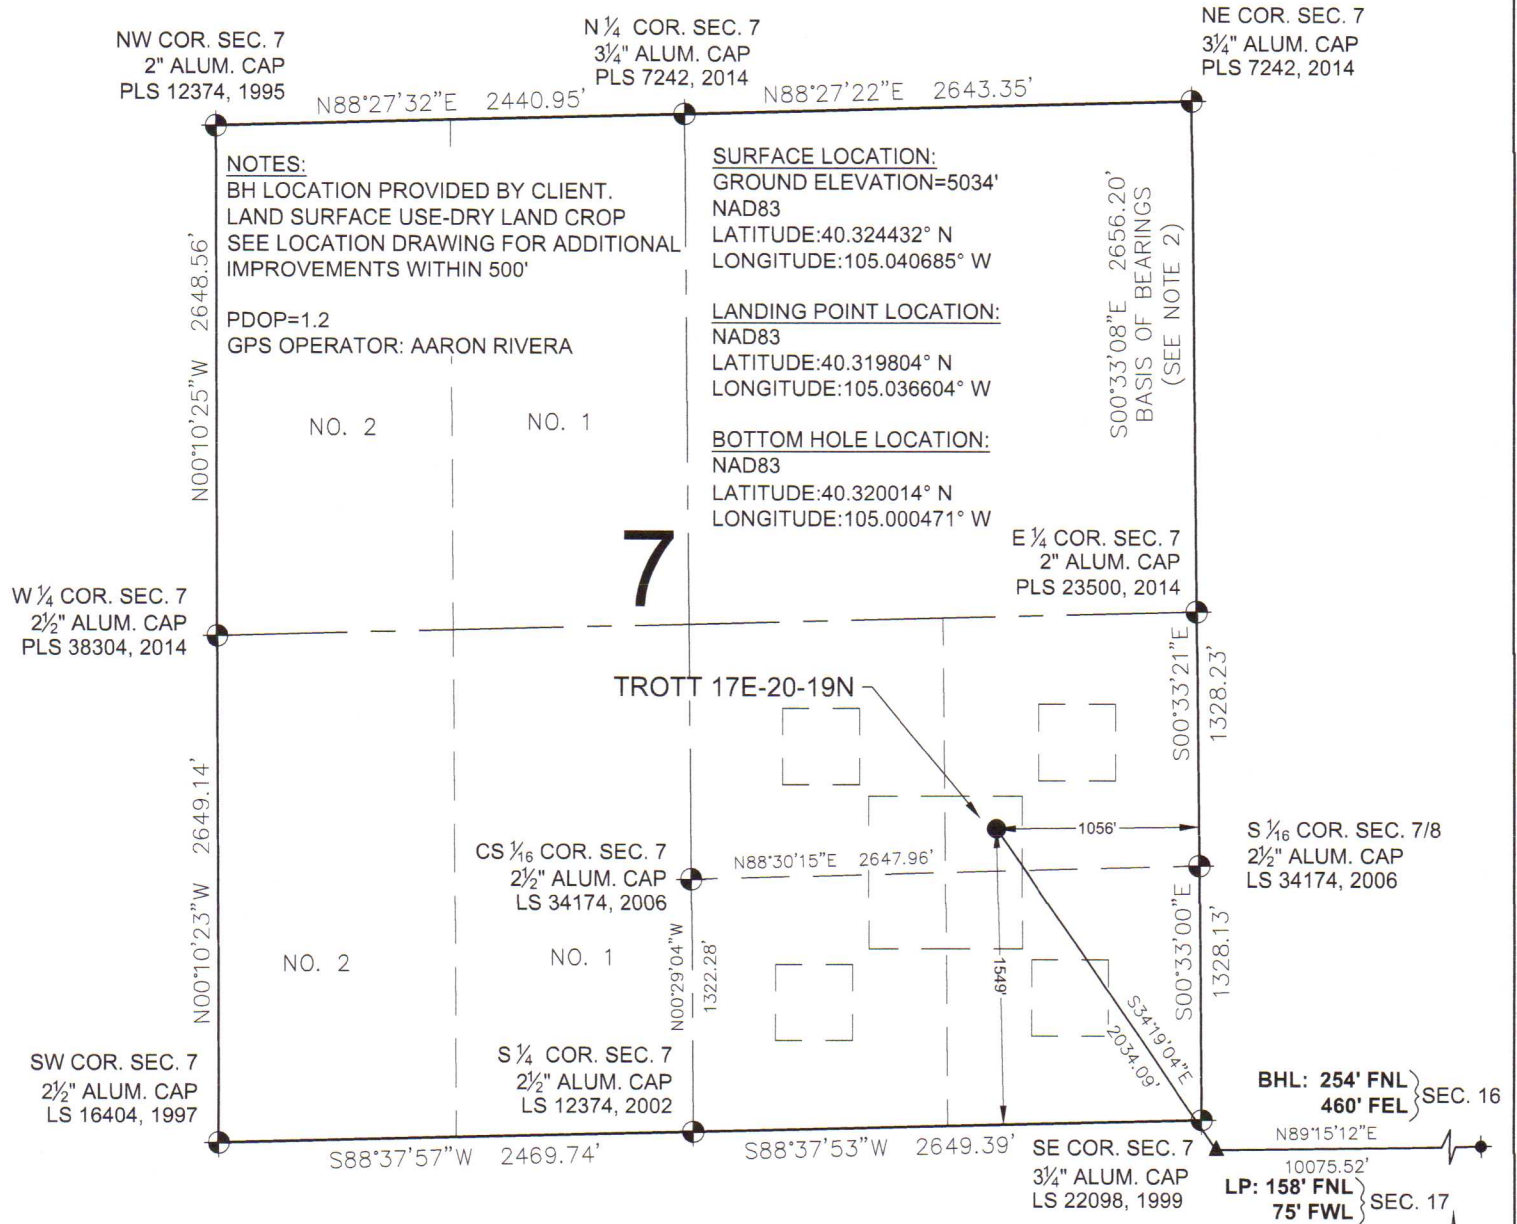 NW COR. SEC. 7
2" ALUM. CAP
PLS 12374, 1995
N ¼ COR. SEC. 7
3¼" ALUM. CAP
PLS 7242, 2014
NE COR. SEC. 7
3¼" ALUM. CAP
PLS 7242, 2014
N88°27'32"E 2440.95'
N88°27'22"E 2643.35'
NOTES:
BH LOCATION PROVIDED BY CLIENT.
LAND SURFACE USE-DRY LAND CROP
SEE LOCATION DRAWING FOR ADDITIONAL
IMPROVEMENTS WITHIN 500'
PDOP=1.2
GPS OPERATOR: AARON RIVERA
SURFACE LOCATION:
GROUND ELEVATION=5034'
NAD83
LATITUDE:40.324432° N
LONGITUDE:105.040685° W
LANDING POINT LOCATION:
NAD83
LATITUDE:40.319804° N
LONGITUDE:105.036604° W
BOTTOM HOLE LOCATION:
NAD83
LATITUDE:40.320014° N
LONGITUDE:105.000471° W
S00°33'08"E 2656.20'
BASIS OF BEARINGS
(SEE NOTE 2)
N00°10'25"W 2648.56'
NO. 2
NO. 1
7
E ¼ COR. SEC. 7
2" ALUM. CAP
PLS 23500, 2014
W ¼ COR. SEC. 7
2½" ALUM. CAP
PLS 38304, 2014
TROTT 17E-20-19N
S00°33'21"E
1328.23'
N00°10'23"W 2649.14'
1056'
S 1⁄16 COR. SEC. 7/8
2½" ALUM. CAP
LS 34174, 2006
CS 1⁄16 COR. SEC. 7
2½" ALUM. CAP
LS 34174, 2006
N88°30'15"E 2647.96'
NO. 2
NO. 1
N00°29'04"W
1322.28'
1549'
S00°33'00"E
1328.13'
S34°19'04"E
2034.09'
SW COR. SEC. 7
2½" ALUM. CAP
LS 16404, 1997
S ¼ COR. SEC. 7
2½" ALUM. CAP
LS 12374, 2002
S88°37'57"W 2469.74'
S88°37'53"W 2649.39'
SE COR. SEC. 7
3¼" ALUM. CAP
LS 22098, 1999
BHL: 254' FNL
460' FEL
SEC. 16
N89°15'12"E
10075.52'
LP: 158' FNL
75' FWL
SEC. 17